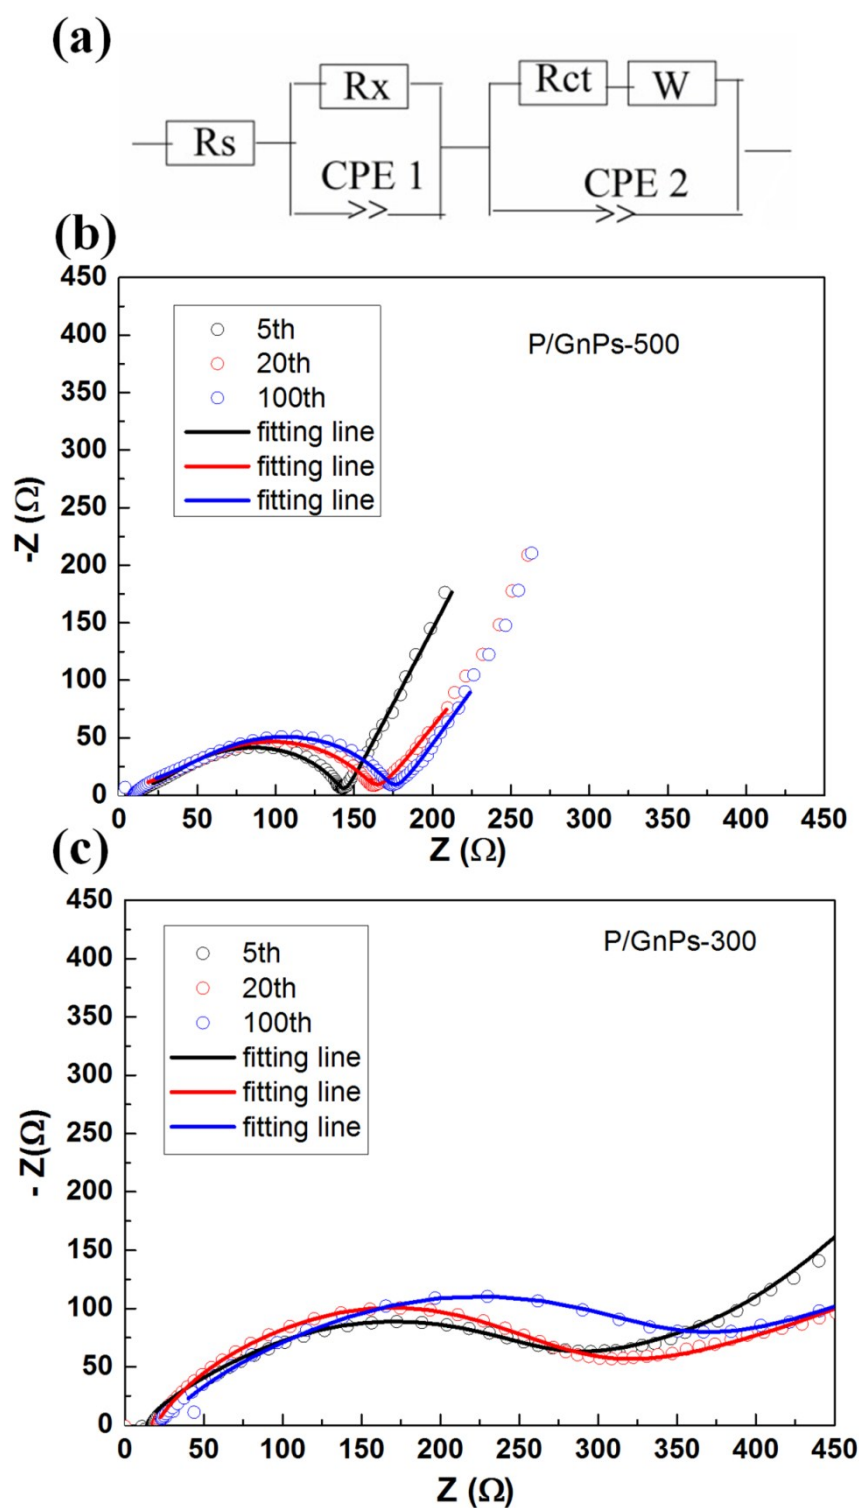 (a)
Rx
Rct
W
Rs
CPE 1
CPE 2
(b)
450
400
350
300
250
200
150
100
50
0
-Z (Ω)
5th
20th
100th
fitting line
fitting line
fitting line
P/GnPs-500
0 50 100 150 200 250 300 350 400 450
Z (Ω)
(c)
450
400
350
300
250
200
150
100
50
0
- Z(Ω)
5th
20th
100th
fitting line
fitting line
fitting line
P/GnPs-300
0 50 100 150 200 250 300 350 400 450
Z (Ω)